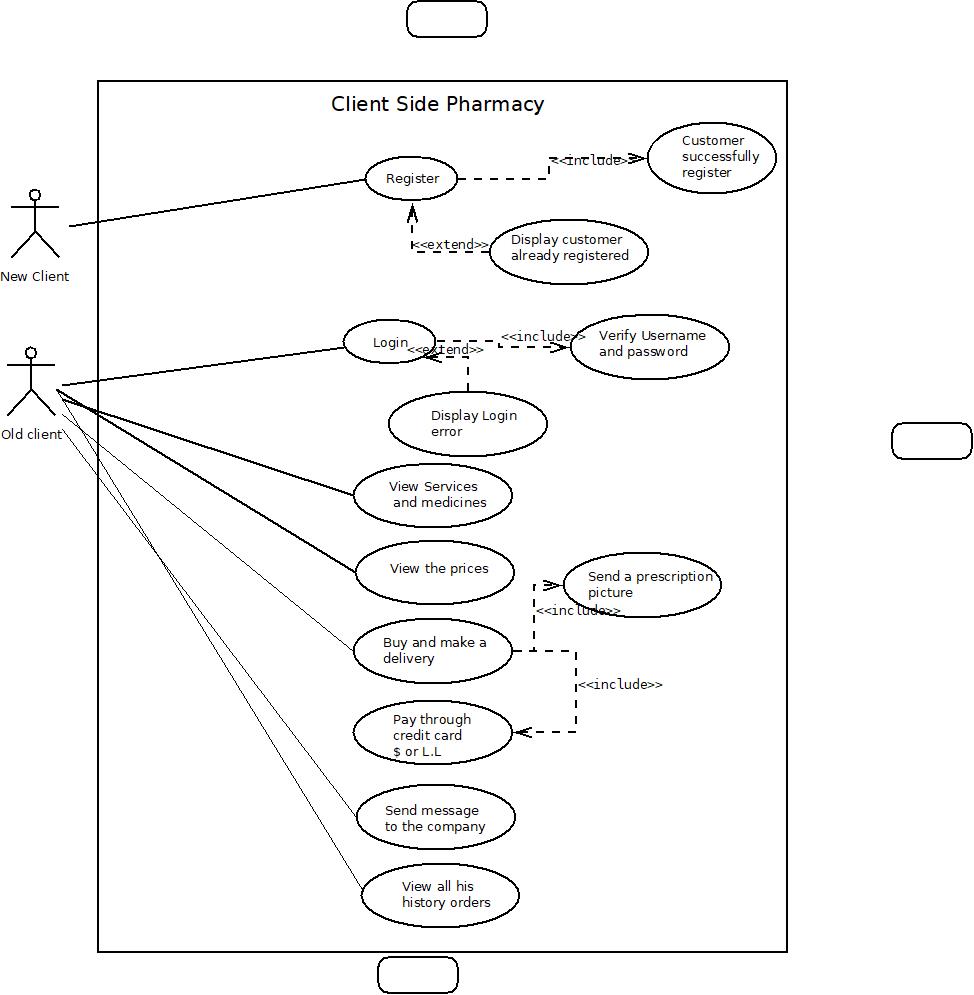 Client Side Pharmacy
Customer
successfully
register
<<include>>
Register
New Client
<<extend>>
Display customer
already registered
Login
<<include>>
<<extend>>
Verify Username
and password
Old client
Display Login
error
View Services
and medicines
View the prices
Send a prescription
picture
<<include>>
Buy and make a
delivery
<<include>>
Pay through
credit card
$ or L.L
Send message
to the company
View all his
history orders